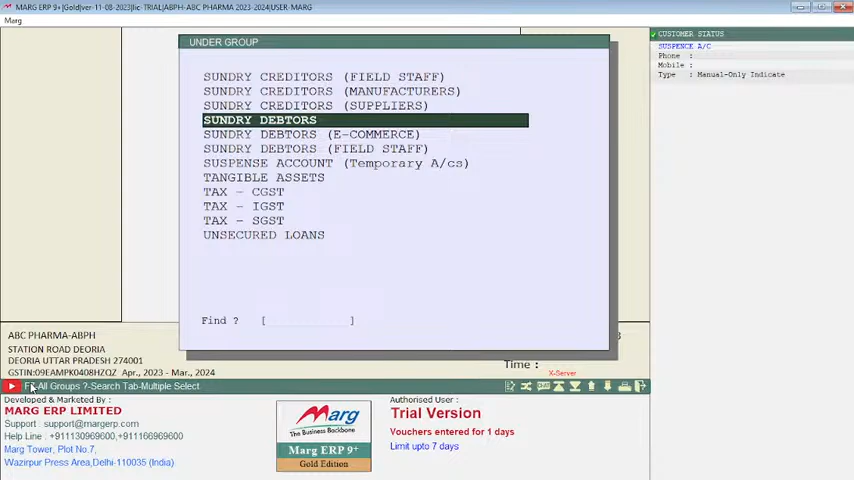 MARG ERP 9+|Gold|ver-11-08-2023|lic-TRIAL|ABPH-ABC PHARMA 2023-2024|USER-MARG
Marg
UNDER GROUP
SUNDRY CREDITORS (FIELD STAFF)
SUNDRY CREDITORS (MANUFACTURERS)
SUNDRY CREDITORS (SUPPLIERS)
SUNDRY DEBTORS
SUNDRY DEBTORS (E-COMMERCE)
SUNDRY DEBTORS (FIELD STAFF)
SUSPENSE ACCOUNT (Temporary A/cs)
TANGIBLE ASSETS
TAX - CGST
TAX - IGST
TAX - SGST
UNSECURED LOANS
Find ? [ ]
CUSTOMER STATUS
SUSPENCE A/C
Phone :
Mobile :
Type : Manual-Only Indicate
ABC PHARMA-ABPH
STATION ROAD DEORIA
DEORIA UTTAR PRADESH 274001
GSTIN:09EAMPK0408HZQZ Apr., 2023 - Mar., 2024
3
Time :
X-Server
All Groups ?-Search Tab-Multiple Select
Developed & Marketed By :
MARG ERP LIMITED
Support : support@margerp.com
Help Line : +911130969600,+911166969600
Marg Tower, Plot No.7,
Wazirpur Press Area,Delhi-110035 (India)
Marg
The Business Backbone
Marg ERP 9+
Gold Edition
Authorised User :
Trial Version
Vouchers entered for 1 days
Limit upto 7 days